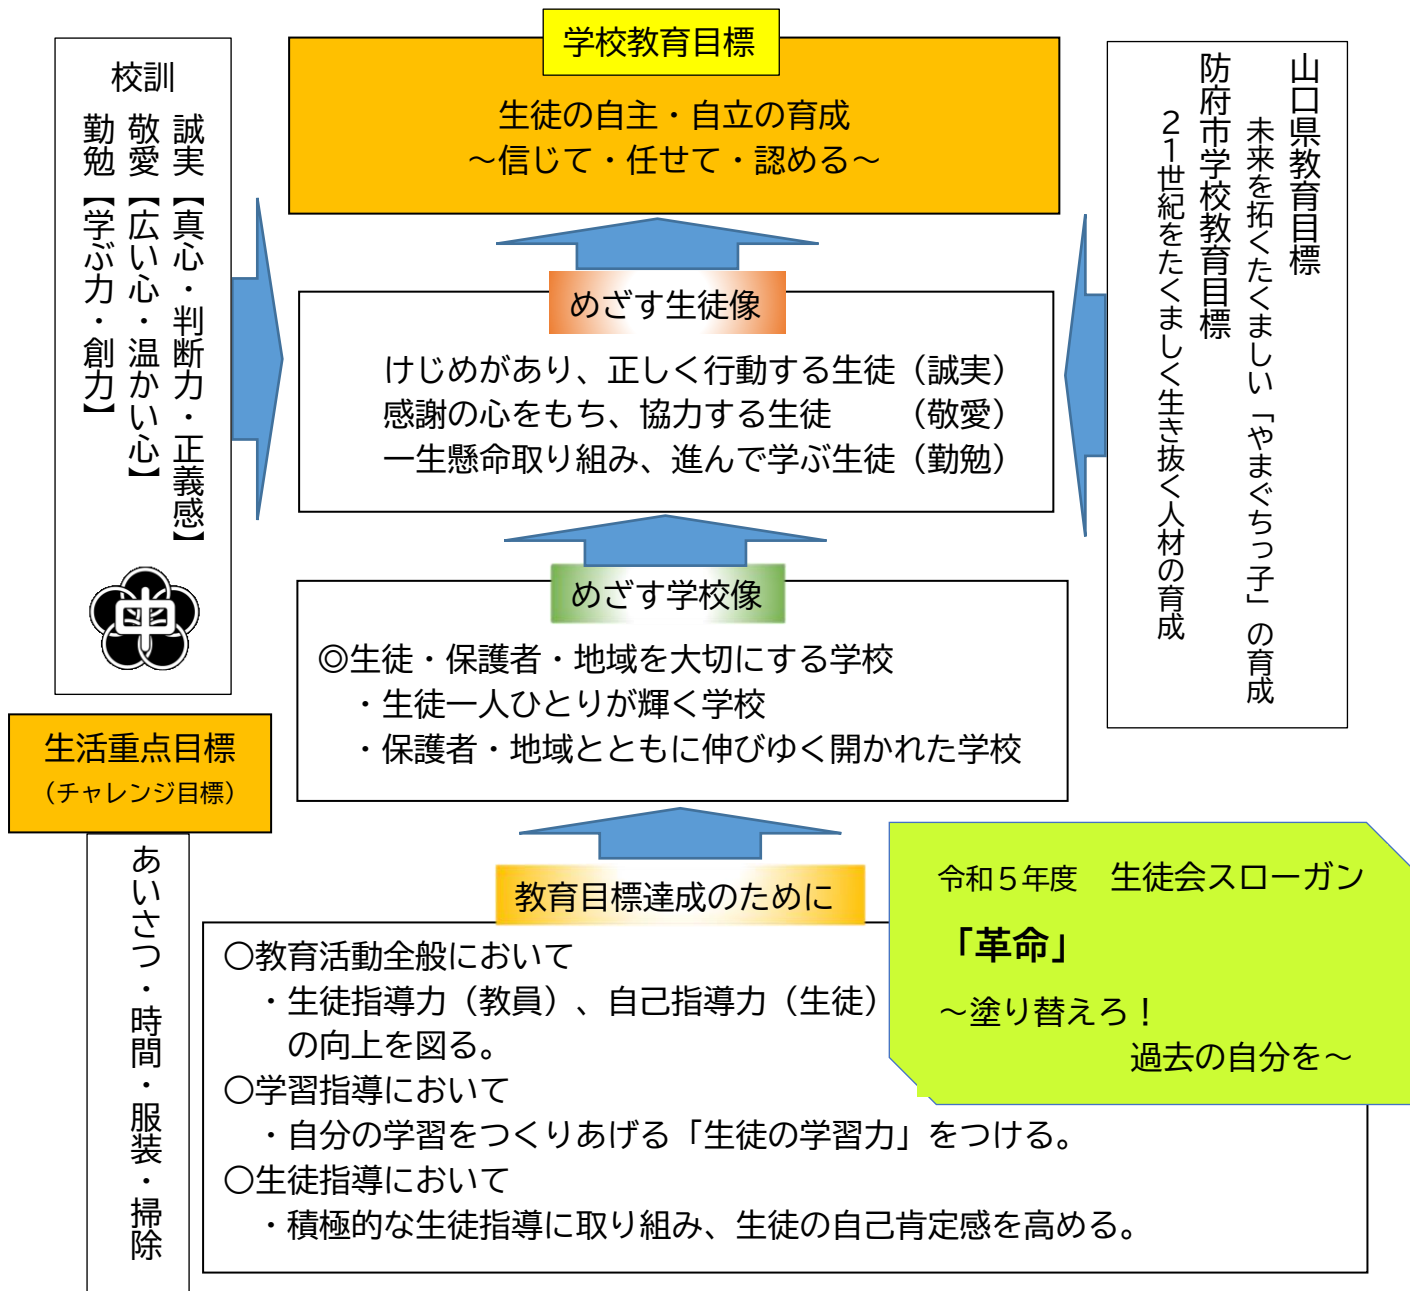 学校教育目標
生徒の自主・自立の育成
～信じて・任せて・認める～
校訓
誠実【真心・判断力・正義感】
敬愛【広い心・温かい心】
勤勉【学ぶ力・創力】
中
山口県教育目標
未来を拓くたくましい「やまぐちっ子」の育成
防府市学校教育目標
２１世紀をたくましく生き抜く人材の育成
めざす生徒像
けじめがあり、正しく行動する生徒（誠実）
感謝の心をもち、協力する生徒　　（敬愛）
一生懸命取り組み、進んで学ぶ生徒（勤勉）
めざす学校像
◎生徒・保護者・地域を大切にする学校
・生徒一人ひとりが輝く学校
・保護者・地域とともに伸びゆく開かれた学校
生活重点目標
（チャレンジ目標）
あいさつ・時間・服装・掃除
教育目標達成のために
〇教育活動全般において
・生徒指導力（教員）、自己指導力（生徒）
の向上を図る。
〇学習指導において
・自分の学習をつくりあげる「生徒の学習力」をつける。
〇生徒指導において
・積極的な生徒指導に取り組み、生徒の自己肯定感を高める。
令和５年度　生徒会スローガン
「革命」
～塗り替えろ！
過去の自分を～